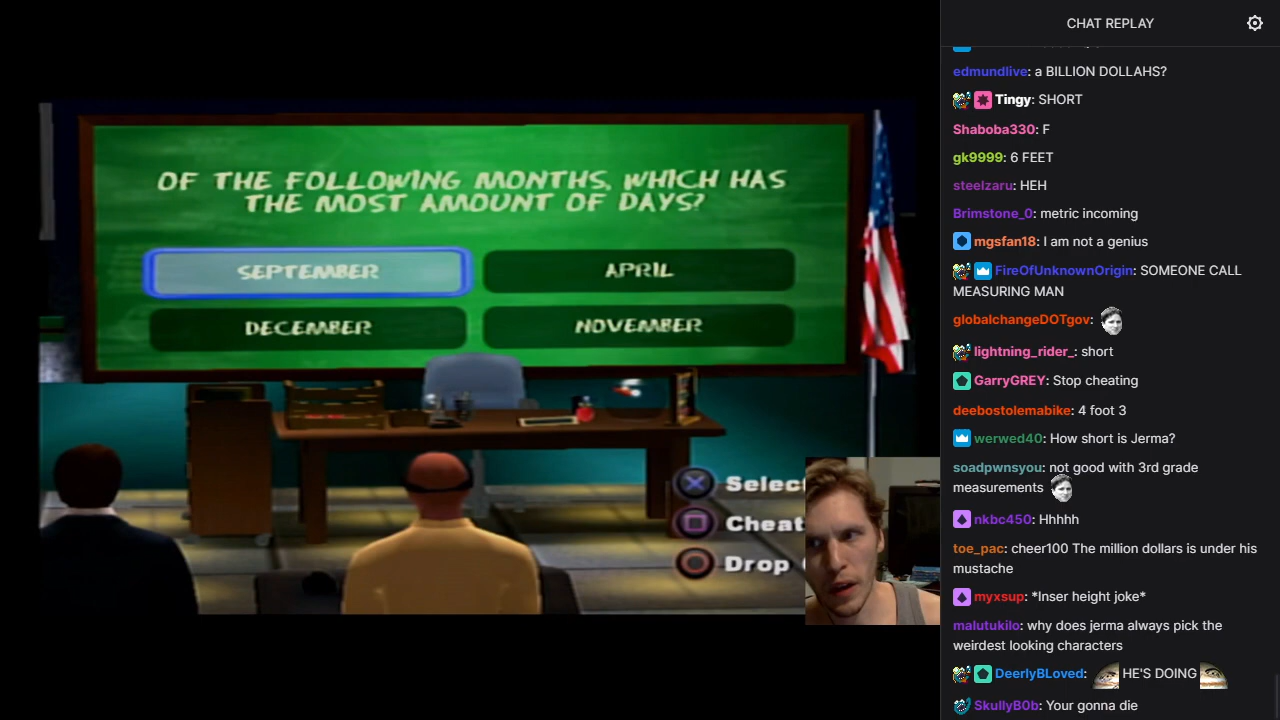 OF THE FOLLOWING MONTHS, WHICH HAS
THE MOST AMOUNT OF DAYS?
SEPTEMBER
APRIL
DECEMBER
NOVEMBER
Select
Cheat
Drop
CHAT REPLAY
edmundlive: a BILLION DOLLAHS?
Tingy: SHORT
Shaboba330: F
gk9999: 6 FEET
steelzaru: HEH
Brimstone_0: metric incoming
mgsfan18: I am not a genius
FireOfUnknownOrigin: SOMEONE CALL
MEASURING MAN
globalchangeDOTgov:
lightning_rider_: short
GarryGREY: Stop cheating
deebostolemabike: 4 foot 3
werwed40: How short is Jerma?
soadpwnsyou: not good with 3rd grade
measurements
nkbc450: Hhhhh
toe_pac: cheer100 The million dollars is under his
mustache
myxsup: *Inser height joke*
malutukilo: why does jerma always pick the
weirdest looking characters
DeerlyBLoved: HE'S DOING
SkullyB0b: Your gonna die